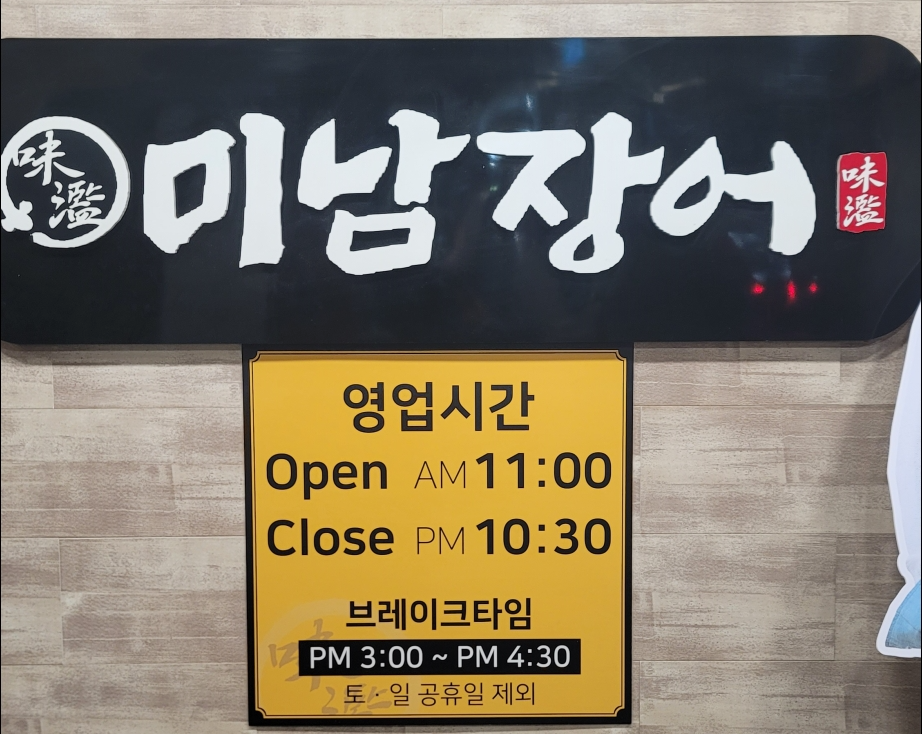 味濫
미남장어
味濫
영업시간
Open AM 11:00
Close PM 10:30
브레이크타임
PM 3:00 ~ PM 4:30
토·일 공휴일 제외
味濫